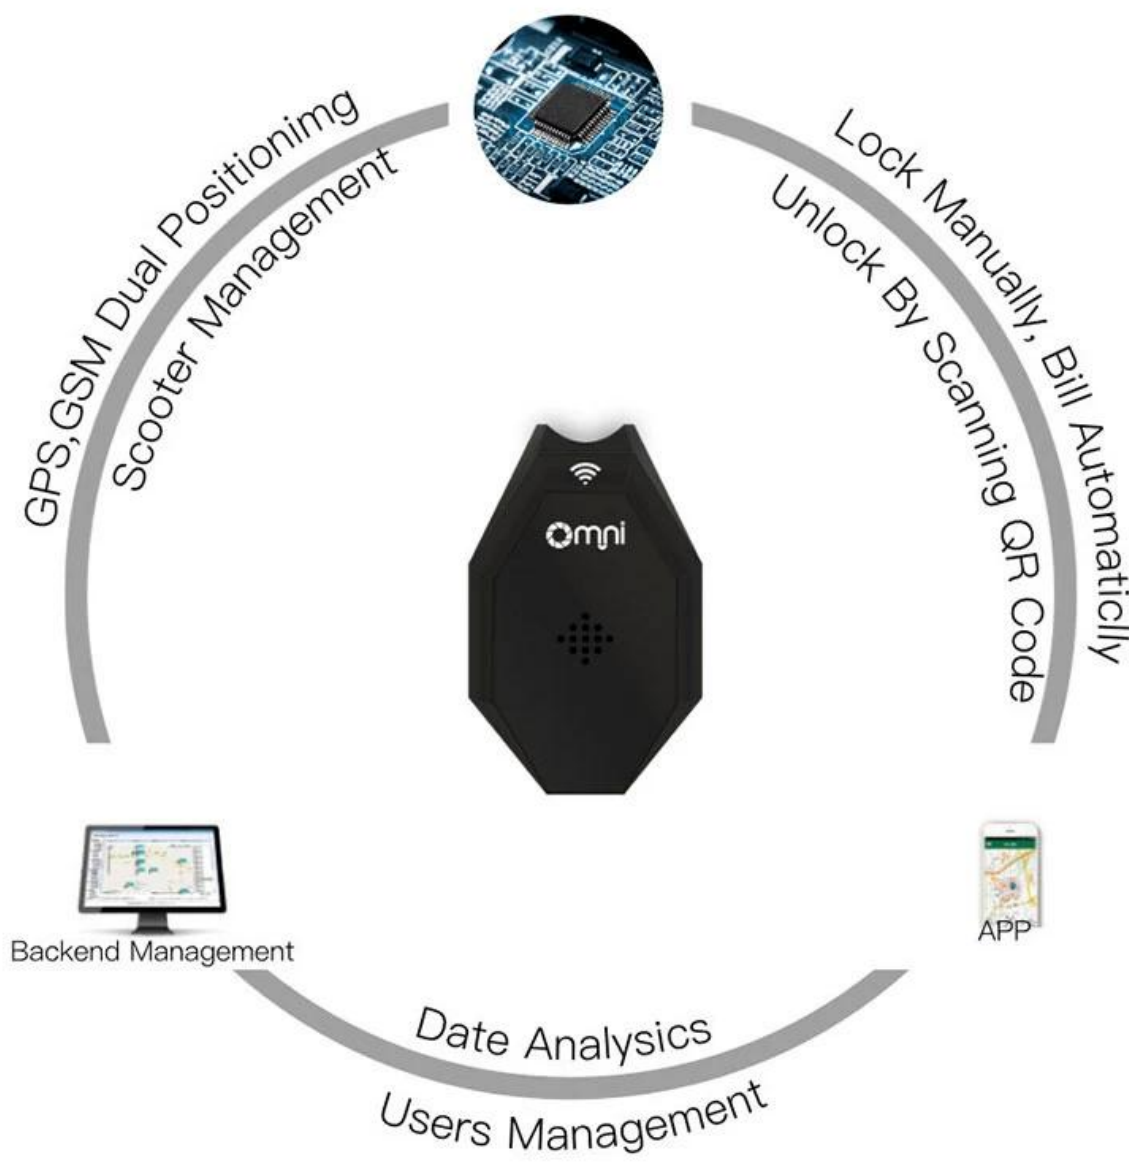 GPS,GSM Dual Positionimg
Scooter Management
Lock Manually, Bill Automaticlly
Unlock By Scanning QR Code
Omni
Backend Management
APP
Date Analysics
Users Management